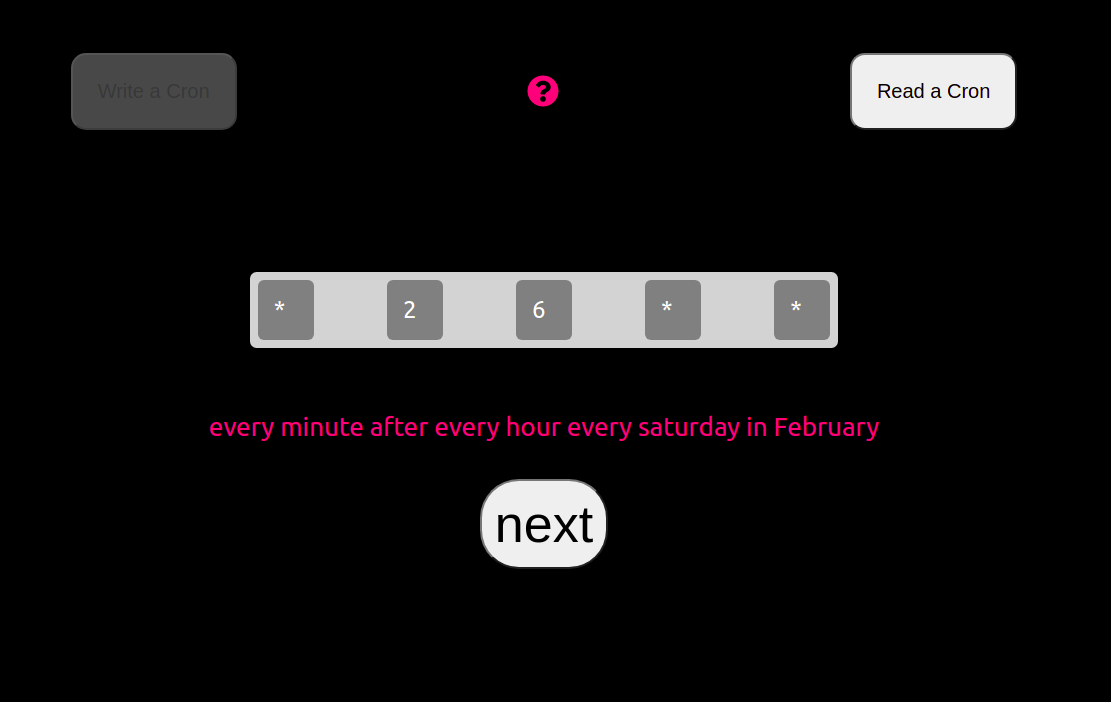 Write a Cron ? Read a Cron
* 2 6 * *
every minute after every hour every saturday in February
next